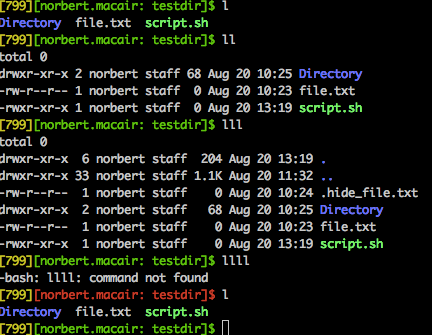 [799][norbert.macair: testdir]$ l
Directory  file.txt  script.sh
[799][norbert.macair: testdir]$ ll
total 0
drwxr-xr-x 2 norbert staff 68 Aug 20 10:25 Directory
-rw-r--r-- 1 norbert staff  0 Aug 20 10:23 file.txt
-rwxr-xr-x 1 norbert staff  0 Aug 20 13:19 script.sh
[799][norbert.macair: testdir]$ lll
total 0
drwxr-xr-x  6 norbert staff  204 Aug 20 13:19 .
drwxr-xr-x 33 norbert staff 1.1K Aug 20 11:32 ..
-rw-r--r--  1 norbert staff    0 Aug 20 10:24 .hide_file.txt
drwxr-xr-x  2 norbert staff   68 Aug 20 10:25 Directory
-rw-r--r--  1 norbert staff    0 Aug 20 10:23 file.txt
-rwxr-xr-x  1 norbert staff    0 Aug 20 13:19 script.sh
[799][norbert.macair: testdir]$ llll
-bash: llll: command not found
[799][norbert.macair: testdir]$ l
Directory  file.txt  script.sh
[799][norbert.macair: testdir]$